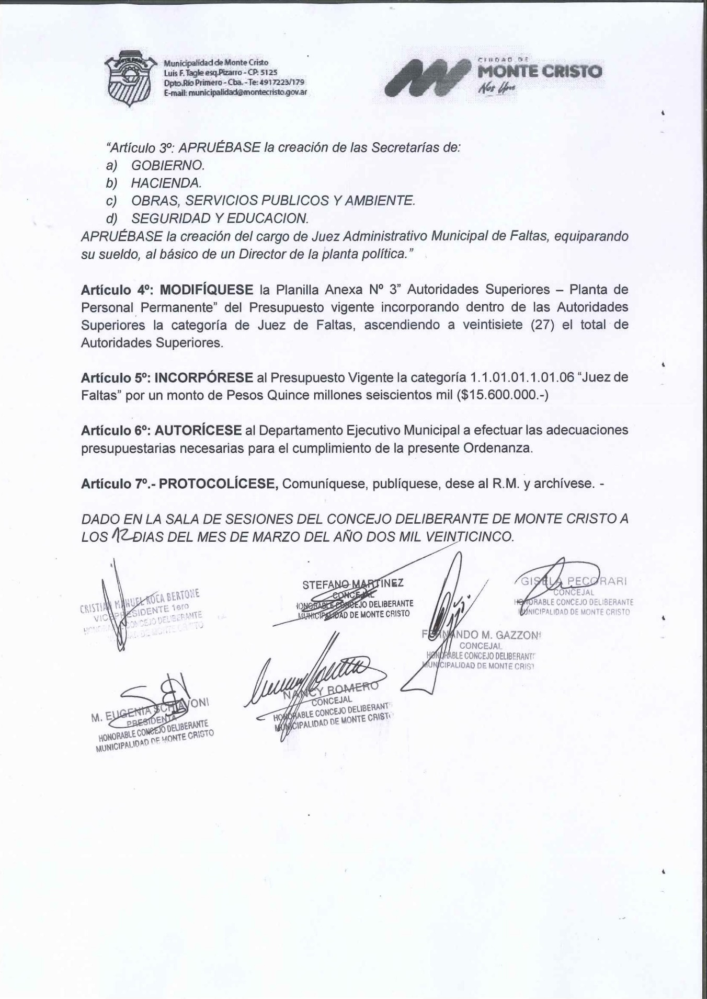 Municipalidad de Monte Cristo
Luis F. Tagle esq.Pizarro - CP: 5125
Dpto.Río Primero - Cba. - Te: 4917223/179
E-mail: municipalidad@montecristo.gov.ar
CIUDAD DE
MONTE CRISTO
“Artículo 3º: APRUÉBASE la creación de las Secretarías de:
a) GOBIERNO.
b) HACIENDA.
c) OBRAS, SERVICIOS PUBLICOS Y AMBIENTE.
d) SEGURIDAD Y EDUCACION.
APRUÉBASE la creación del cargo de Juez Administrativo Municipal de Faltas, equiparando
su sueldo, al básico de un Director de la planta política.”
Artículo 4º: MODIFÍQUESE la Planilla Anexa Nº 3” Autoridades Superiores – Planta de
Personal Permanente” del Presupuesto vigente incorporando dentro de las Autoridades
Superiores la categoría de Juez de Faltas, ascendiendo a veintisiete (27) el total de
Autoridades Superiores.
Artículo 5º: INCORPÓRESE al Presupuesto Vigente la categoría 1.1.01.01.1.01.06 “Juez de
Faltas” por un monto de Pesos Quince millones seiscientos mil ($15.600.000.-)
Artículo 6º: AUTORÍCESE al Departamento Ejecutivo Municipal a efectuar las adecuaciones
presupuestarias necesarias para el cumplimiento de la presente Ordenanza.
Artículo 7º.- PROTOCOLÍCESE, Comuníquese, publíquese, dese al R.M. y archívese. -
DADO EN LA SALA DE SESIONES DEL CONCEJO DELIBERANTE DE MONTE CRISTO A
LOS 12 DIAS DEL MES DE MARZO DEL AÑO DOS MIL VEINTICINCO.
CRISTIAN MANUEL ROCA BERTONE
VICEPRESIDENTE 1ero
HONORABLE CONCEJO DELIBERANTE
MUNICIPALIDAD DE MONTE CRISTO
STEFANO MARTINEZ
CONCEJAL
HONORABLE CONCEJO DELIBERANTE
MUNICIPALIDAD DE MONTE CRISTO
GISELA PECORARI
CONCEJAL
HONORABLE CONCEJO DELIBERANTE
MUNICIPALIDAD DE MONTE CRISTO
FERNANDO M. GAZZONI
CONCEJAL
HONORABLE CONCEJO DELIBERANTE
MUNICIPALIDAD DE MONTE CRIST
M. EUGENIA SCHIAVONI
PRESIDENTA
HONORABLE CONCEJO DELIBERANTE
MUNICIPALIDAD DE MONTE CRISTO
NANCY ROMERO
CONCEJAL
HONORABLE CONCEJO DELIBERANT
MUNICIPALIDAD DE MONTE CRIST